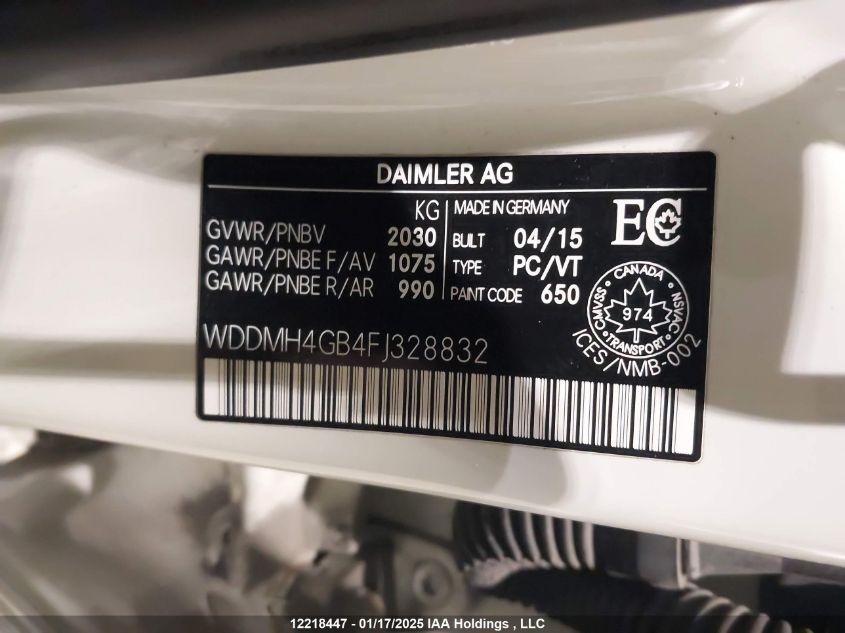 DAIMLER AG
KG
GVWR/PNBV 2030
GAWR/PNBE F/AV 1075
GAWR/PNBE R/AR 990
MADE IN GERMANY
BUILT 04/15
TYPE PC/VT
PAINT CODE 650
EC
CANADA
CMVSS 974 NSVAC
TRANSPORT
ICES/NMB-002
WDDMH4GB4FJ328832
12218447 - 01/17/2025 IAA Holdings , LLC